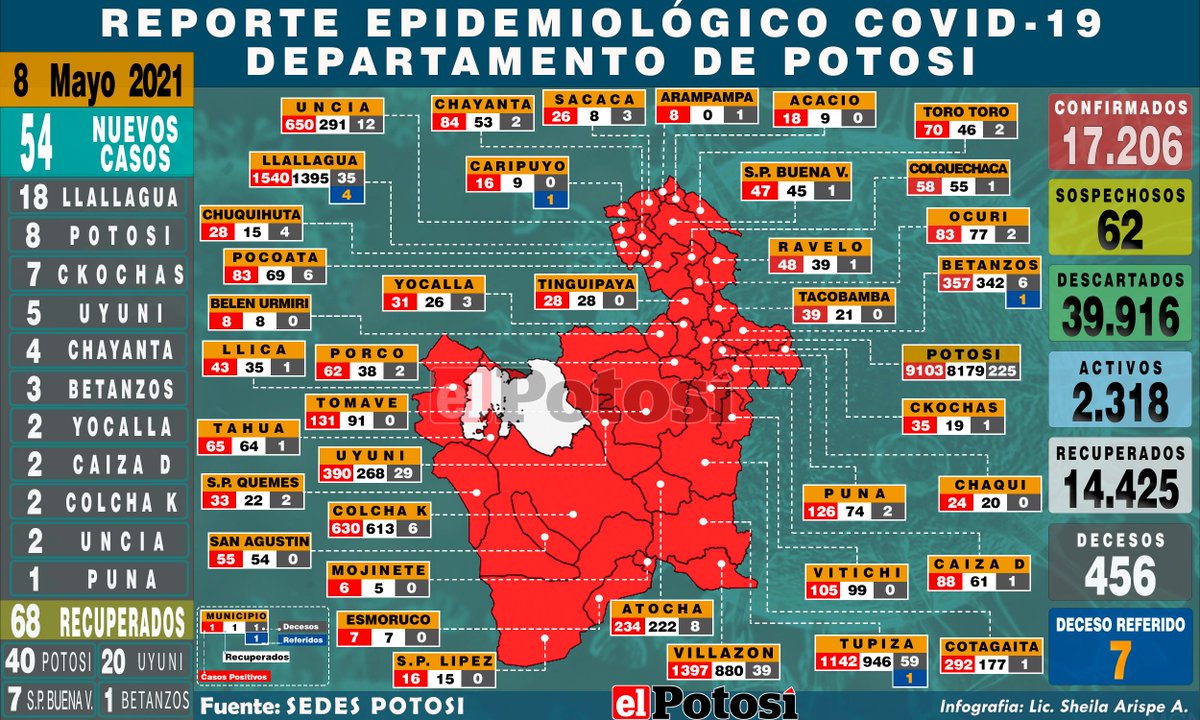 REPORTE EPIDEMIOLÓGICO COVID-19
DEPARTAMENTO DE POTOSI
8 Mayo 2021
54 NUEVOS CASOS
18 LLALLAGUA
8 POTOSI
7 CKOCHAS
5 UYUNI
4 CHAYANTA
3 BETANZOS
2 YOCALLA
2 CAIZA D
2 COLCHA K
2 UNCIA
1 PUNA
68 RECUPERADOS
40 POTOSI 20 UYUNI
7 S.P. BUENA V. 1 BETANZOS
UNCIA
650 291 12
CHAYANTA
84 53 2
SACACA
26 8 3
ARAMPAMPA
8 0 1
ACACIO
18 9 0
TORO TORO
70 46 2
LLALLAGUA
1540 1395 35
4
CARIPUYO
16 9 0
1
S.P. BUENA V.
47 45 1
COLQUECHACA
58 55 1
CHUQUIHUTA
28 15 4
OCURI
83 77 2
POCOATA
83 69 6
RAVELO
48 39 1
YOCALLA
31 26 3
TINGUIPAYA
28 28 0
BETANZOS
357 342 6
1
BELEN URMIRI
8 8 0
TACOBAMBA
39 21 0
LLICA
43 35 1
PORCO
62 38 2
POTOSI
9103 8179 225
el Potosí
TOMAVE
131 91 0
CKOCHAS
35 19 1
TAHUA
65 64 1
UYUNI
390 268 29
S.P. QUEMES
33 22 2
PUNA
126 74 2
CHAQUI
24 20 0
COLCHA K
630 613 6
SAN AGUSTIN
55 54 0
MOJINETE
6 5 0
VITICHI
105 99 0
CAIZA D
88 61 1
ESMORUCO
7 7 0
ATOCHA
234 222 8
S.P. LIPEZ
16 15 0
VILLAZON
1397 880 39
TUPIZA
1142 946 59
1
COTAGAITA
292 177 1
MUNICIPIO
1 1 1
1
Decesos
Referidos
Recuperados
Casos Positivos
CONFIRMADOS
17.206
SOSPECHOSOS
62
DESCARTADOS
39.916
ACTIVOS
2.318
RECUPERADOS
14.425
DECESOS
456
DECESO REFERIDO
7
Fuente: SEDES POTOSI
el Potosí
Infografia: Lic. Sheila Arispe A.